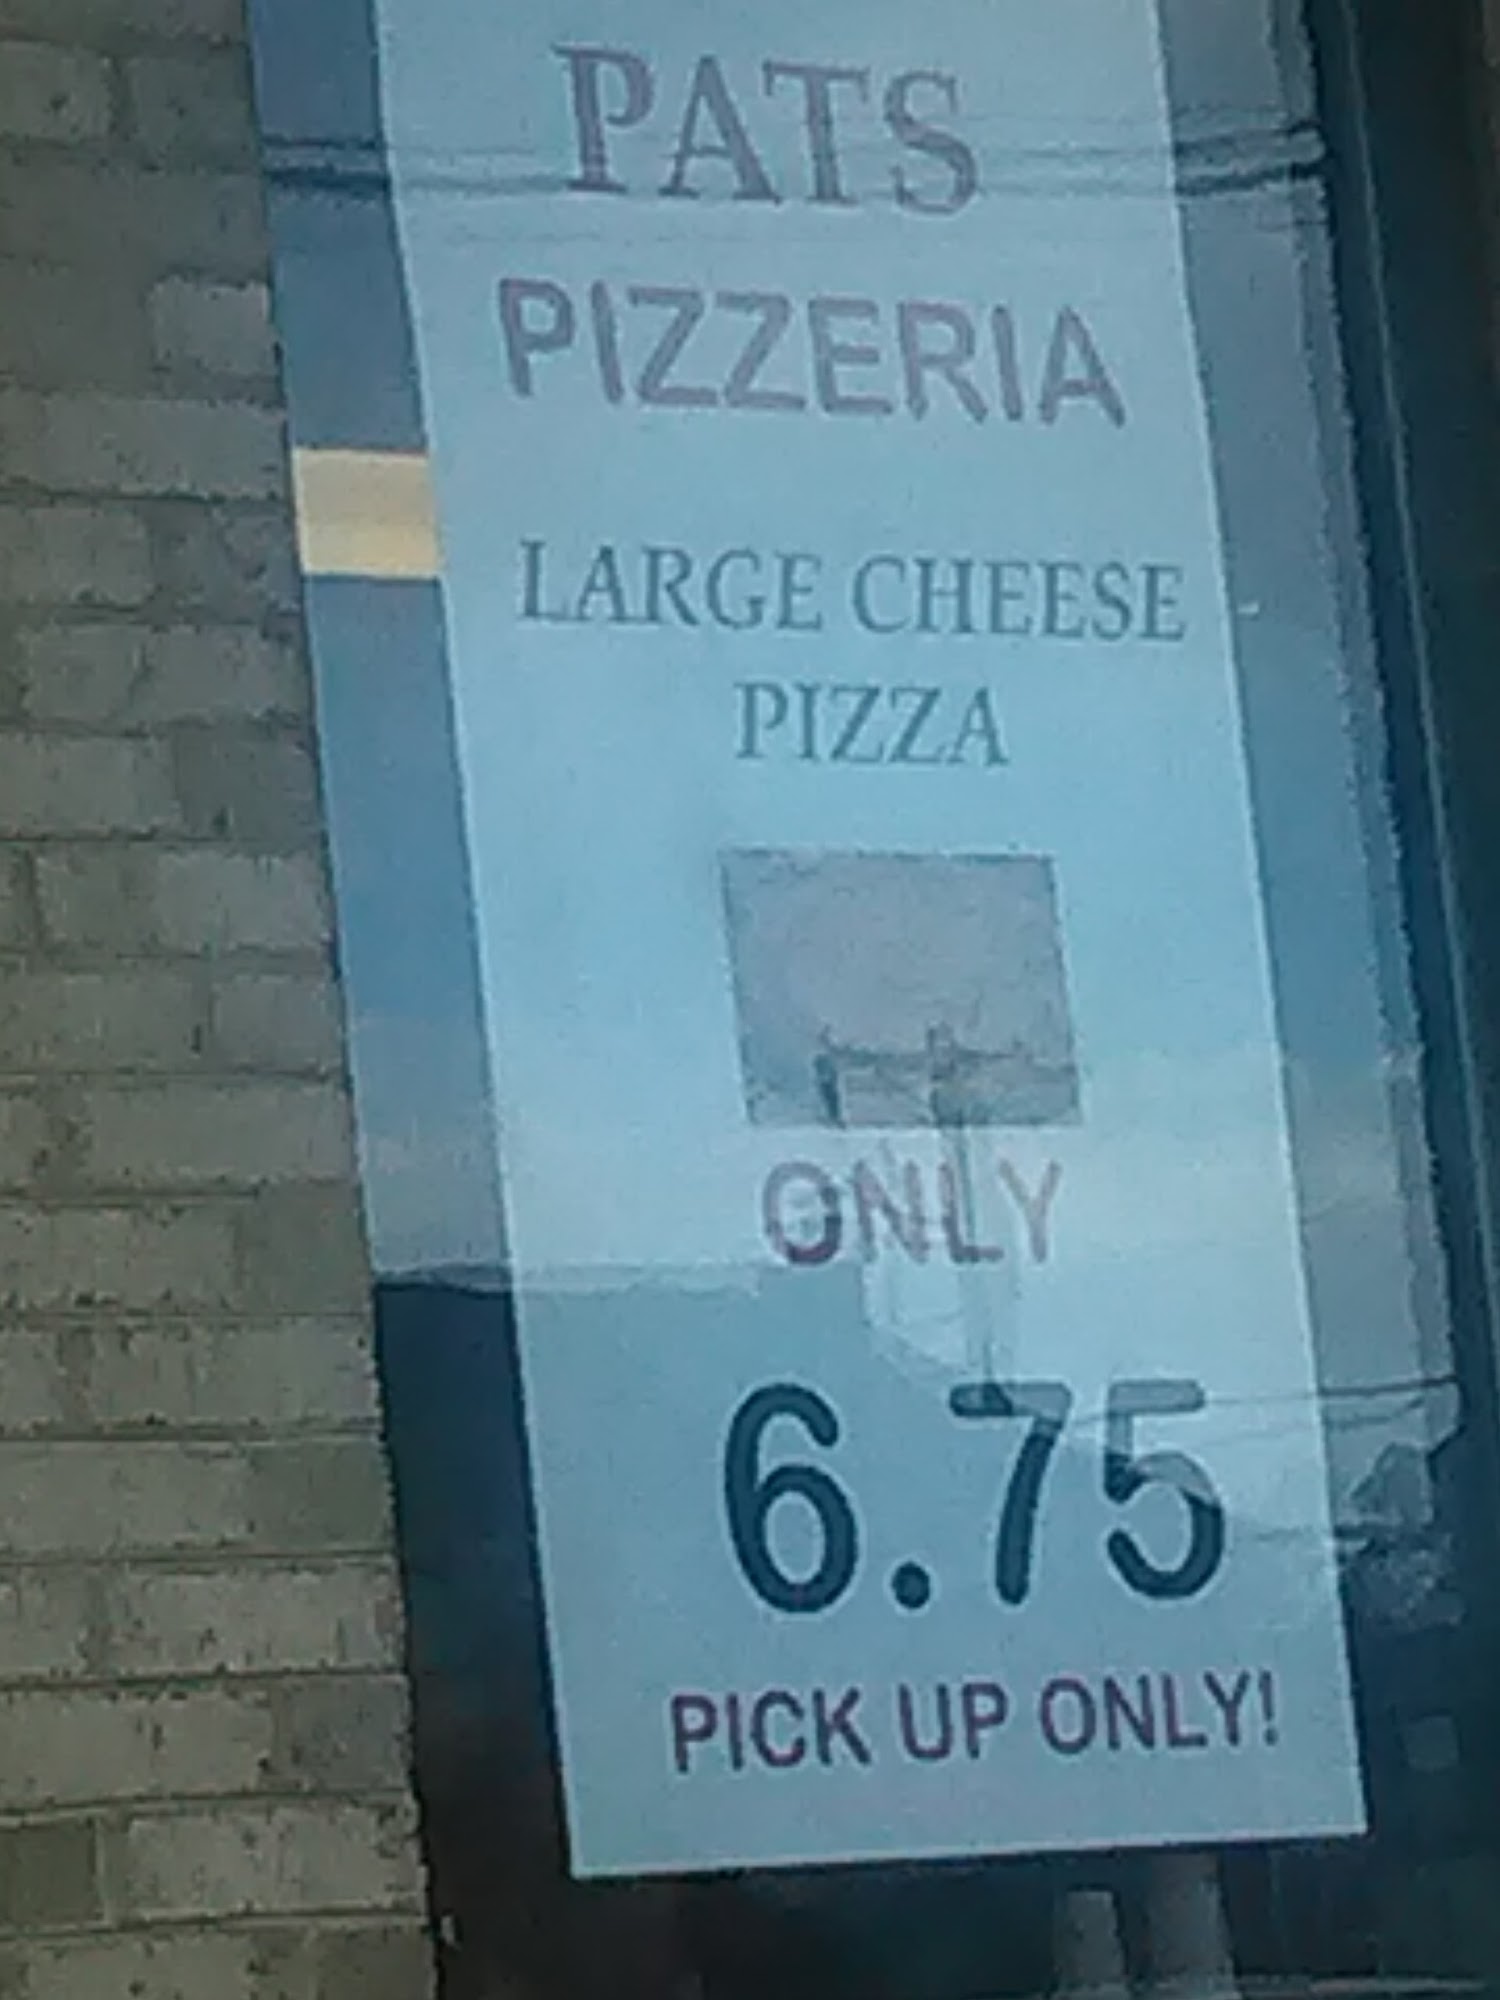 PATS
PIZZERIA
LARGE CHEESE
PIZZA
ONLY
6.75
PICK UP ONLY!